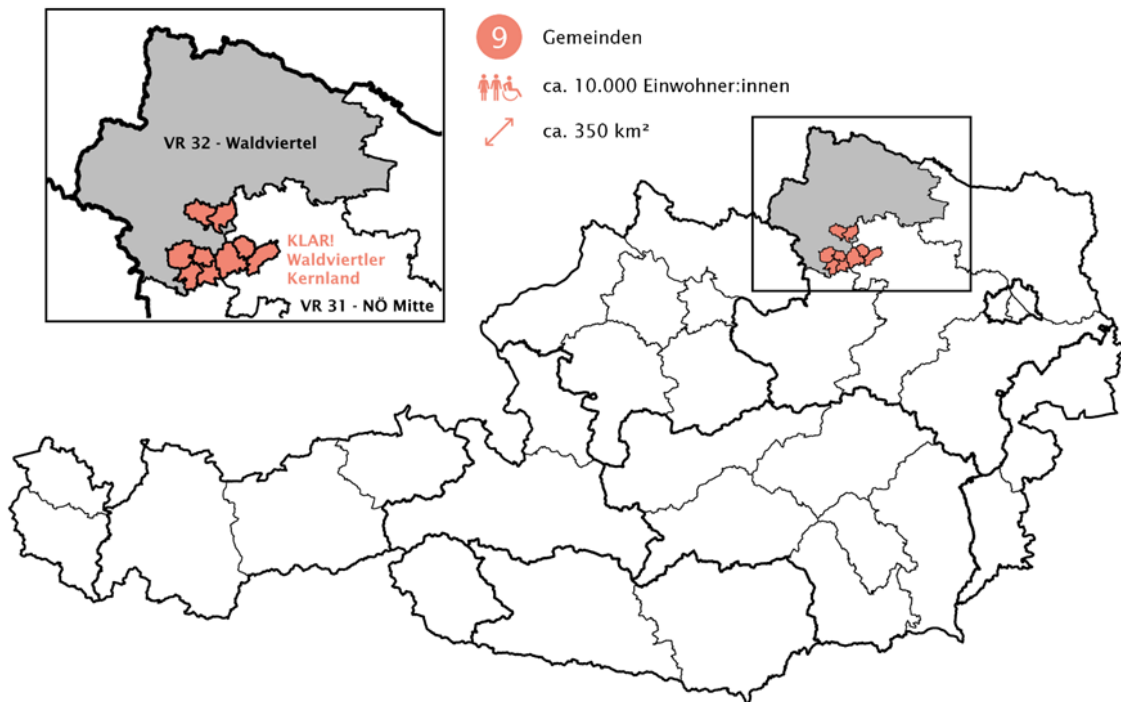 VR 32 - Waldviertel
KLAR!
Waldviertler
Kernland
VR 31 - NÖ Mitte
9 Gemeinden
ca. 10.000 Einwohner:innen
ca. 350 km²